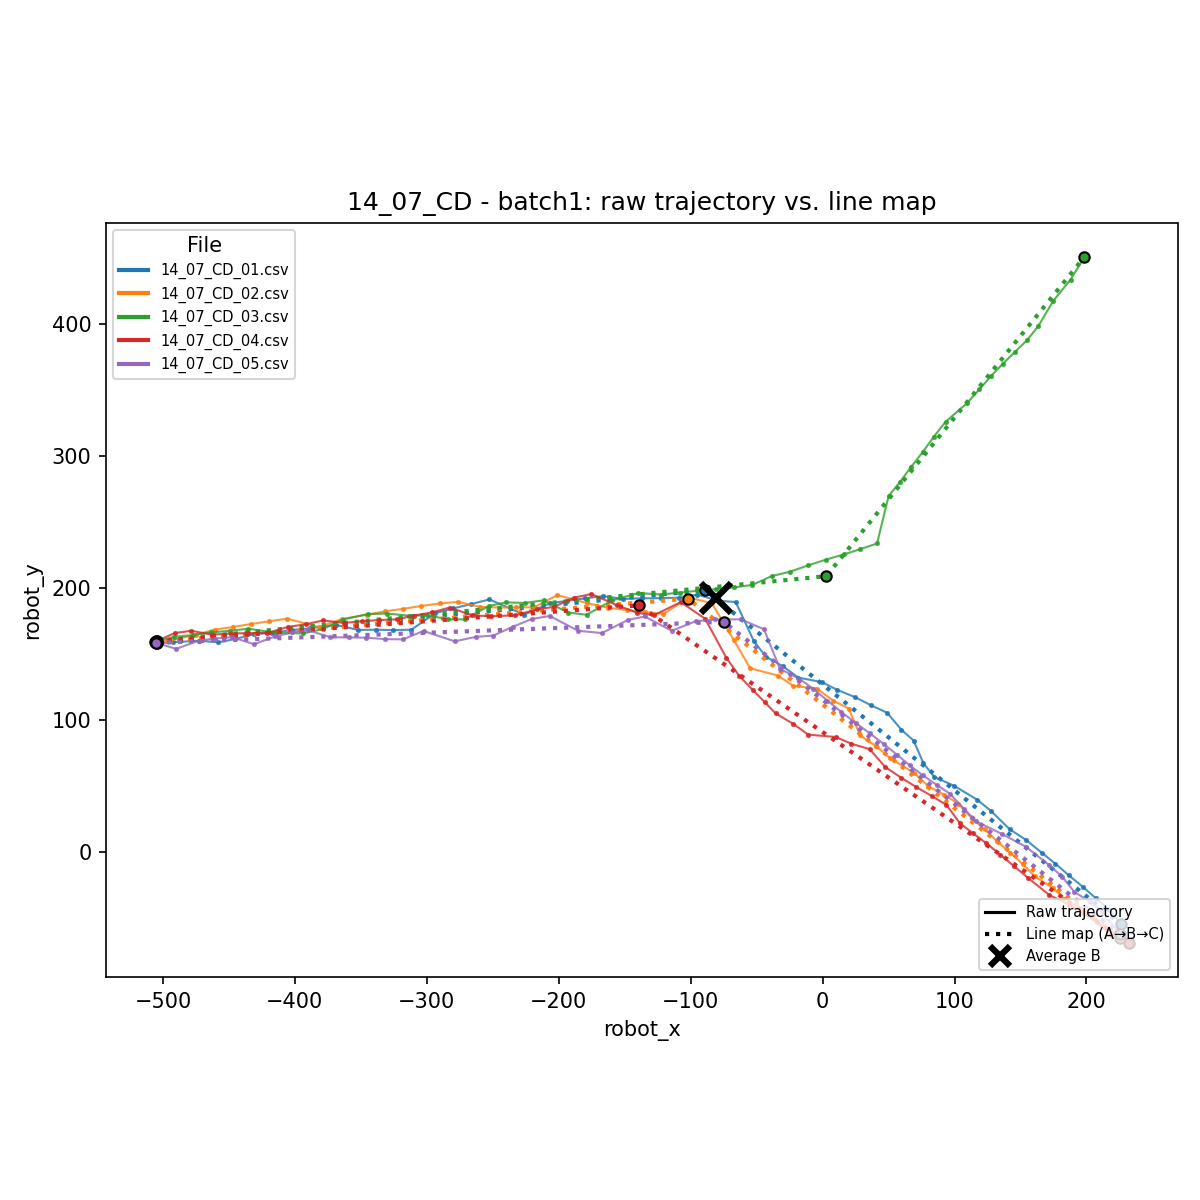 14_07_CD - batch1: raw trajectory vs. line map
File
14_07_CD_01.csv
14_07_CD_02.csv
14_07_CD_03.csv
14_07_CD_04.csv
14_07_CD_05.csv
400
300
200
100
0
robot_y
Raw trajectory
Line map (A→B→C)
Average B
−500
−400
−300
−200
−100
0
100
200
robot_x